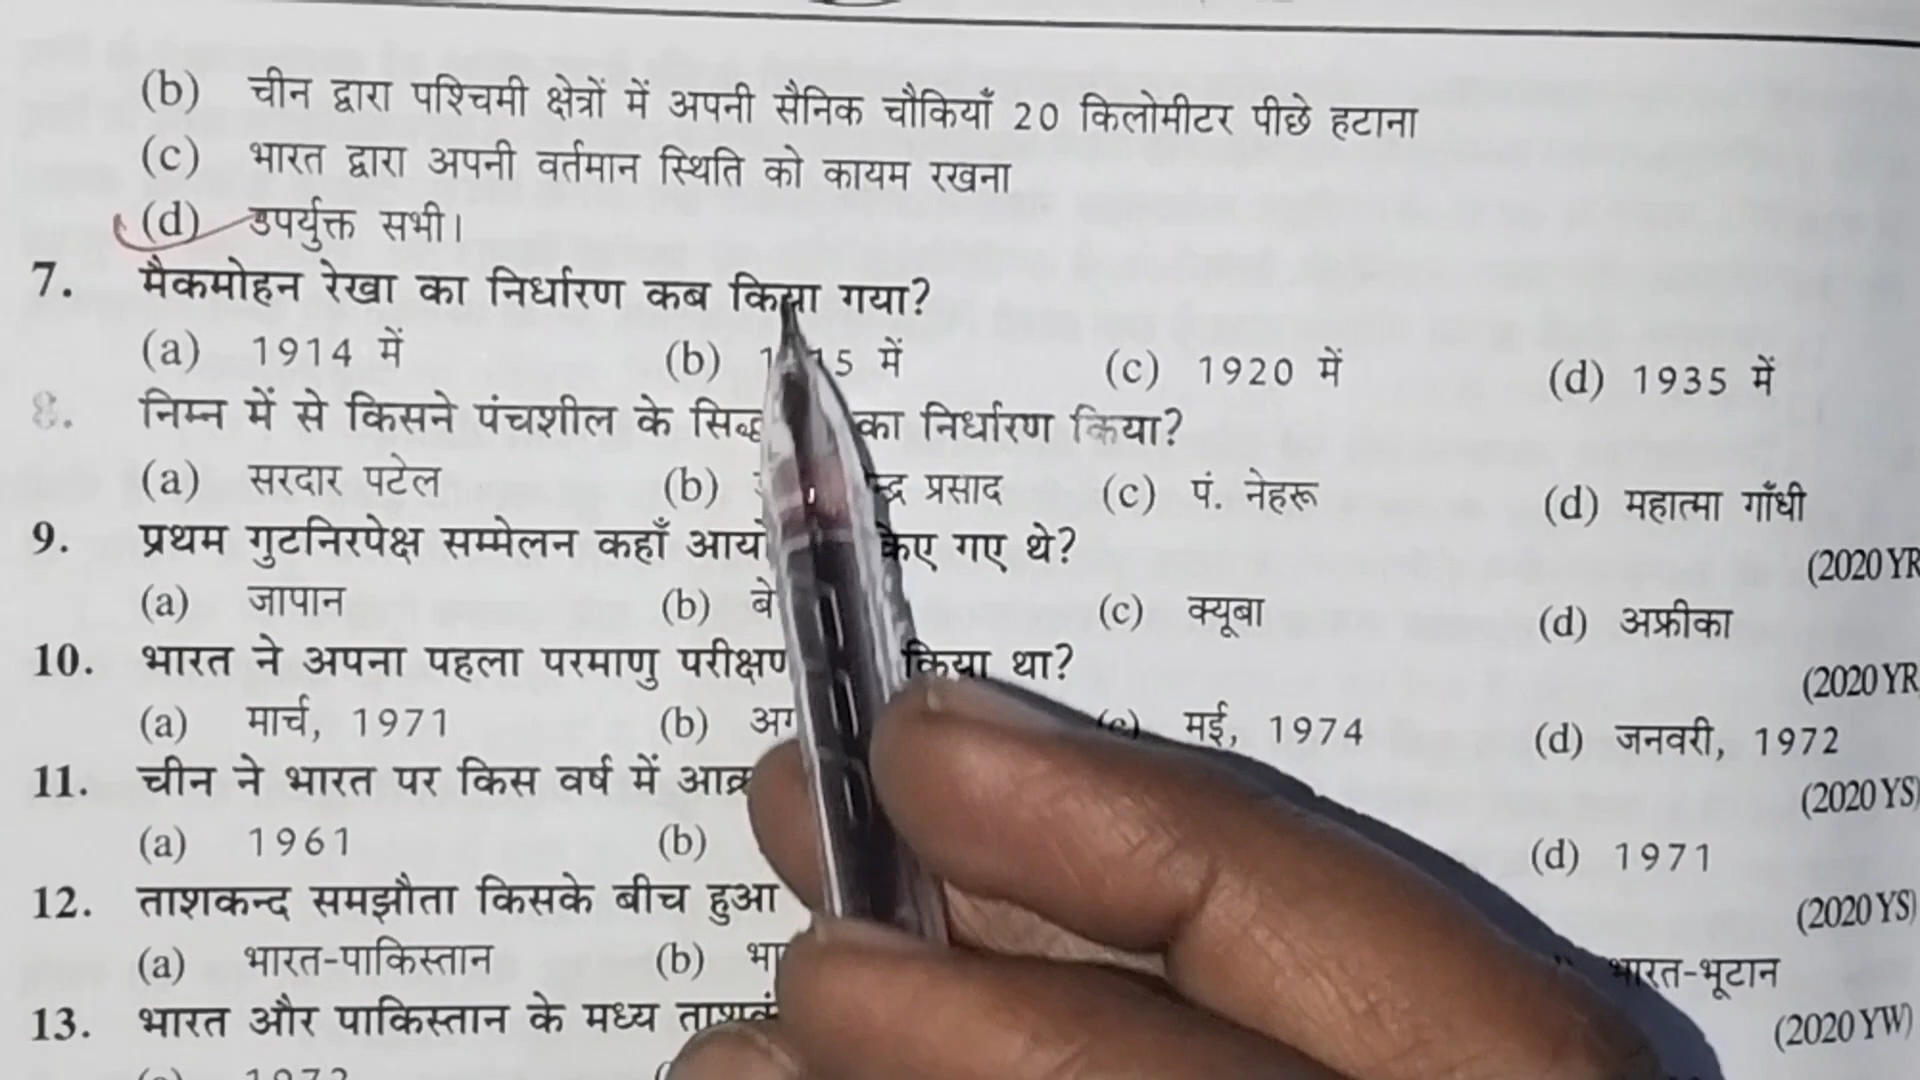 (b) चीन द्वारा पश्चिमी क्षेत्रों में अपनी सैनिक चौकियाँ 20 किलोमीटर पीछे हटाना
(c) भारत द्वारा अपनी वर्तमान स्थिति को कायम रखना
(d) उपर्युक्त सभी।
7. मैकमोहन रेखा का निर्धारण कब किया गया?
(a) 1914 में (b) में (c) 1920 में (d) 1935 में
8. निम्न में से किसने पंचशील के का निर्धारण किया?
(a) सरदार पटेल (b) प्रसाद (c) पं. नेहरू (d) महात्मा गाँधी
9. प्रथम गुटनिरपेक्ष सम्मेलन कहाँ गए थे?
(2020 YR
(a) जापान (b) (c) क्यूबा (d) अफ्रीका
10. भारत ने अपना पहला परमाणु परीक्षण किया था?
(2020 YR
(a) मार्च, 1971 (b) (c) मई, 1974 (d) जनवरी, 1972
11. चीन ने भारत पर किस वर्ष में
(2020 YS)
(a) 1961 (b) (d) 1971
12. ताशकन्द समझौता किसके बीच हुआ
(2020 YS)
(a) भारत-पाकिस्तान (b) भारत-भूटान
13. भारत और पाकिस्तान के मध्य
(2020 YW)